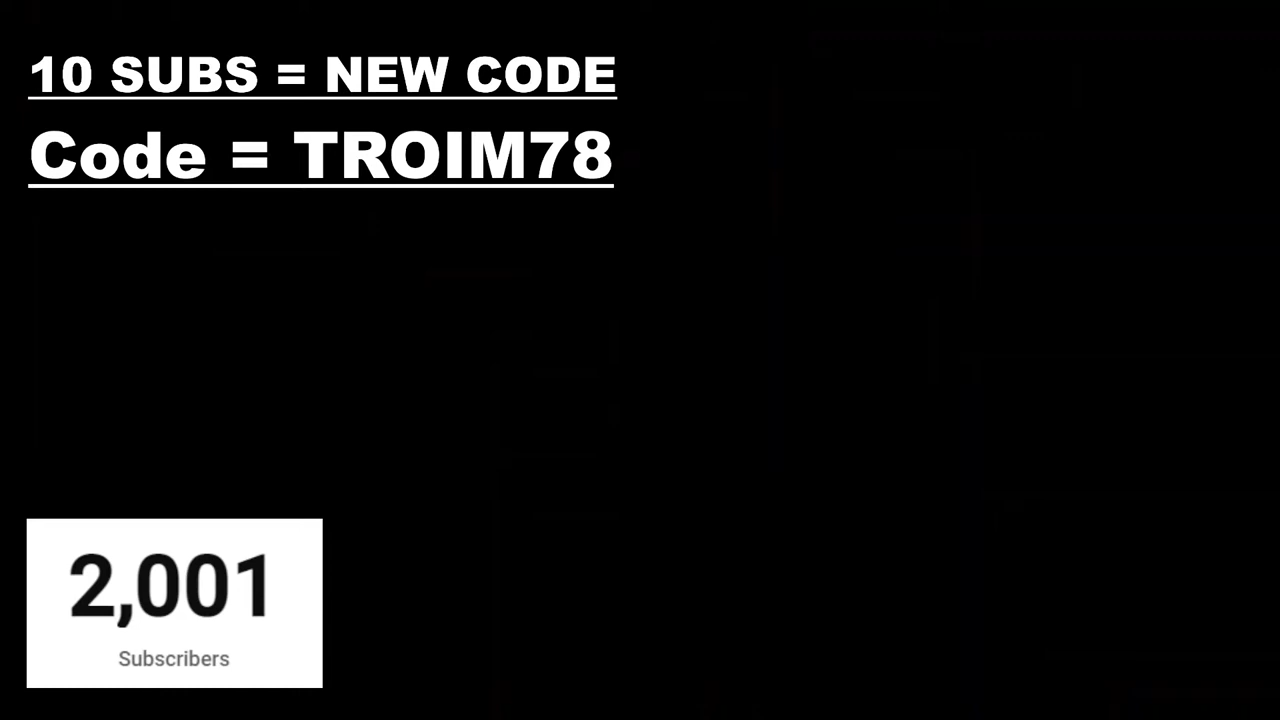 10 SUBS = NEW CODE
Code = TROIM78
2,001
Subscribers